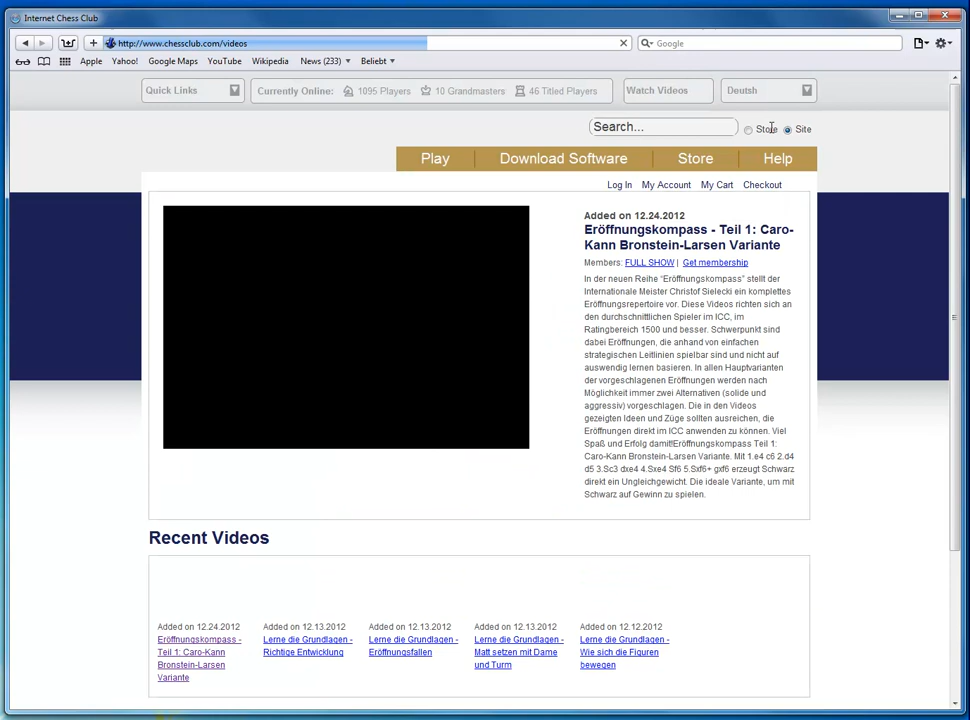 Internet Chess Club
http://www.chessclub.com/videos
Google
Apple Yahoo! Google Maps YouTube Wikipedia News (233) Beliebt
Quick Links
Currently Online: 1095 Players 10 Grandmasters 46 Titled Players
Watch Videos
Deutsh
Search...
Store Site
Play Download Software Store Help
Log In My Account My Cart Checkout
Added on 12.24.2012
Eröffnungskompass - Teil 1: Caro-
Kann Bronstein-Larsen Variante
Members: FULL SHOW | Get membership
In der neuen Reihe "Eröffnungskompass" stellt der
Internationale Meister Christof Sielecki ein komplettes
Eröffnungsrepertoire vor. Diese Videos richten sich an
den durchschnittlichen Spieler im ICC, im
Ratingbereich 1500 und besser. Schwerpunkt sind
dabei Eröffnungen, die anhand von einfachen
strategischen Leitlinien spielbar sind und nicht auf
auswendig lernen basieren. In allen Hauptvarianten
der vorgeschlagenen Eröffnungen werden nach
Möglichkeit immer zwei Alternativen (solide und
aggressiv) vorgeschlagen. Die in den Videos
gezeigten Ideen und Züge sollten ausreichen, die
Eröffnungen direkt im ICC anwenden zu können. Viel
Spaß und Erfolg damit!Eröffnungskompass Teil 1:
Caro-Kann Bronstein-Larsen Variante. Mit 1.e4 c6 2.d4
d5 3.Sc3 dxe4 4.Sxe4 Sf6 5.Sxf6+ gxf6 erzeugt Schwarz
direkt ein Ungleichgewicht. Die ideale Variante, um mit
Schwarz auf Gewinn zu spielen.
Recent Videos
Added on 12.24.2012
Eröffnungskompass -
Teil 1: Caro-Kann
Bronstein-Larsen
Variante
Added on 12.13.2012
Lerne die Grundlagen -
Richtige Entwicklung
Added on 12.13.2012
Lerne die Grundlagen -
Eröffnungsfallen
Added on 12.13.2012
Lerne die Grundlagen -
Matt setzen mit Dame
und Turm
Added on 12.12.2012
Lerne die Grundlagen -
Wie sich die Figuren
bewegen